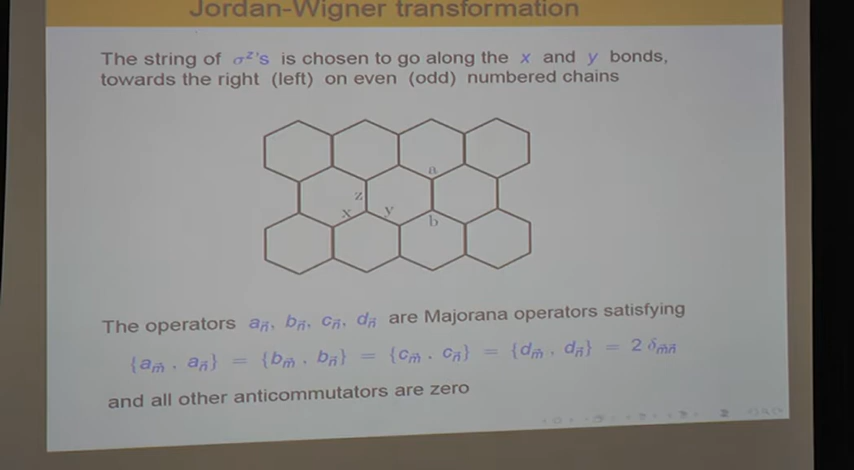 Jordan-Wigner transformation
The string of σᶻ's is chosen to go along the x and y bonds,
towards the right (left) on even (odd) numbered chains
a
z
x y
b
The operators a_n⃗, b_n⃗, c_n⃗, d_n⃗ are Majorana operators satisfying
{a_m⃗ , a_n⃗} = {b_m⃗ , b_n⃗} = {c_m⃗ , c_n⃗} = {d_m⃗ , d_n⃗} = 2 δ_m⃗n⃗
and all other anticommutators are zero